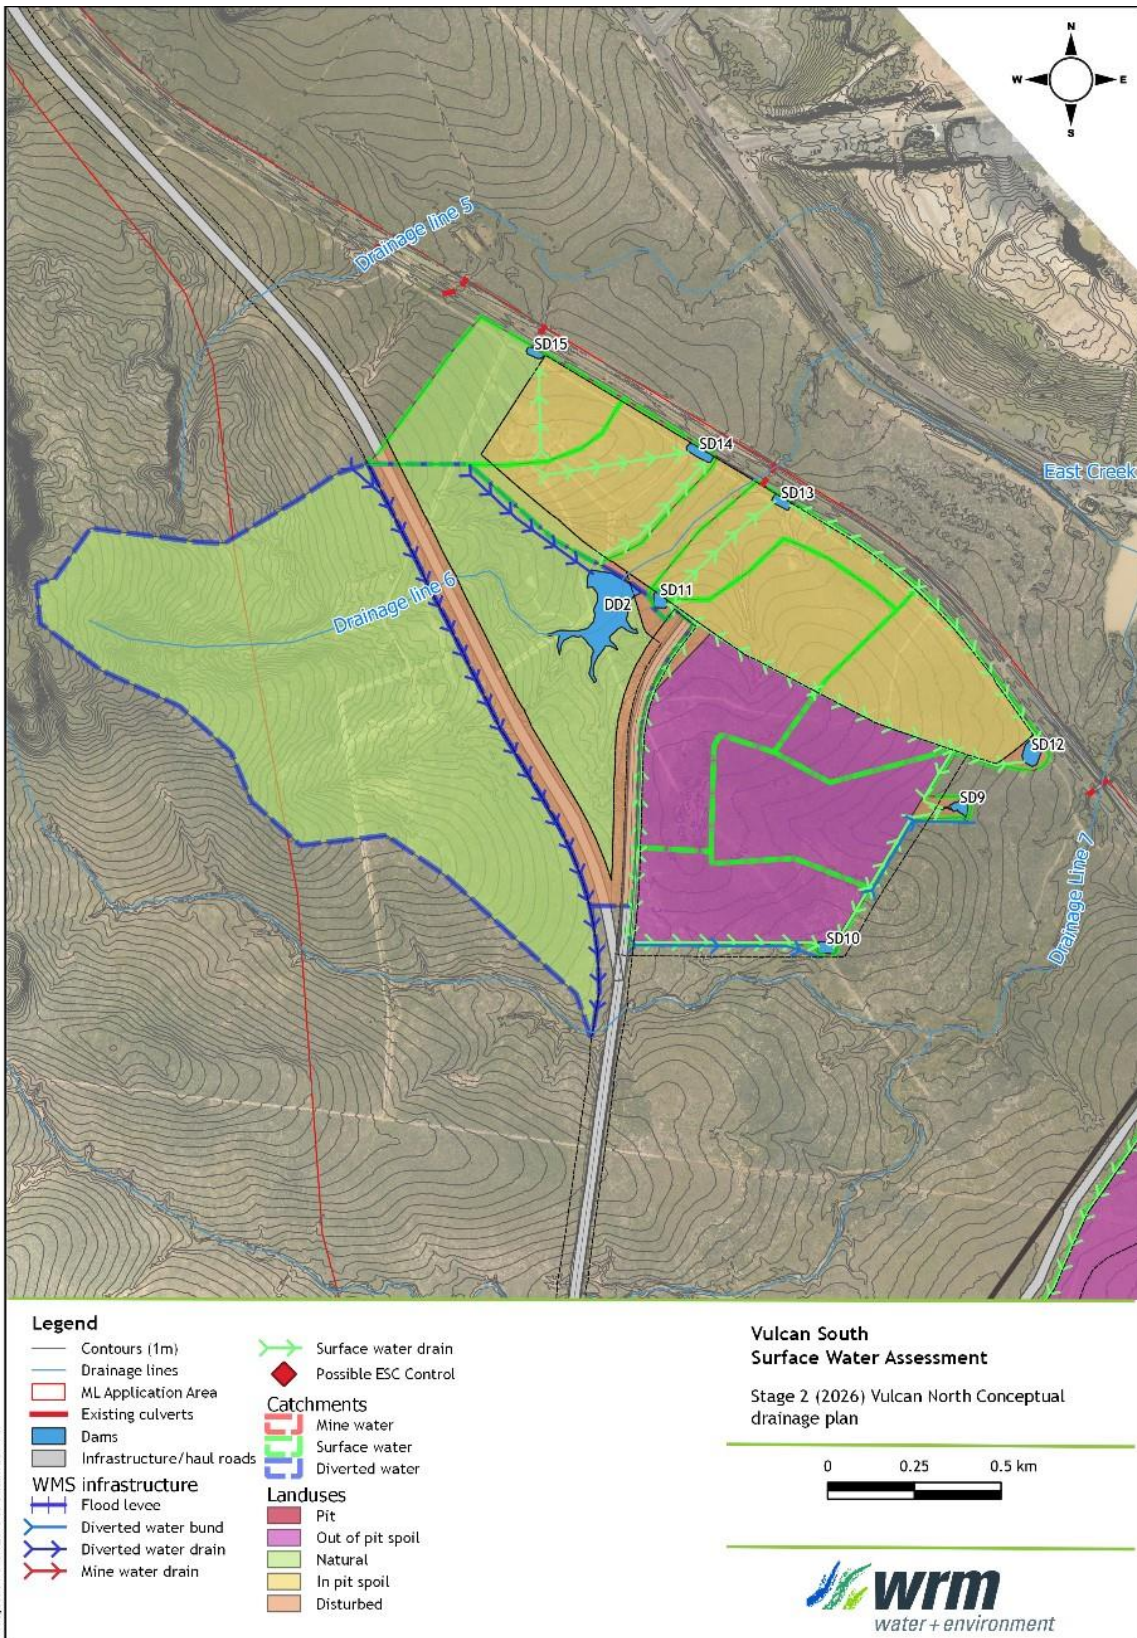 N
W
E
S
Drainage line 5
SD15
SD14
SD13
East Creek
Drainage line 6
DD2
SD11
SD12
SD9
Drainage Line 7
SD10
Legend
Contours (1m)
Drainage lines
ML Application Area
Existing culverts
Dams
Infrastructure/haul roads
WMS infrastructure
Flood levee
Diverted water bund
Diverted water drain
Mine water drain
Surface water drain
Possible ESC Control
Catchments
Mine water
Surface water
Diverted water
Landuses
Pit
Out of pit spoil
Natural
In pit spoil
Disturbed
Vulcan South
Surface Water Assessment
Stage 2 (2026) Vulcan North Conceptual
drainage plan
0 0.25 0.5 km
wrm
water + environment